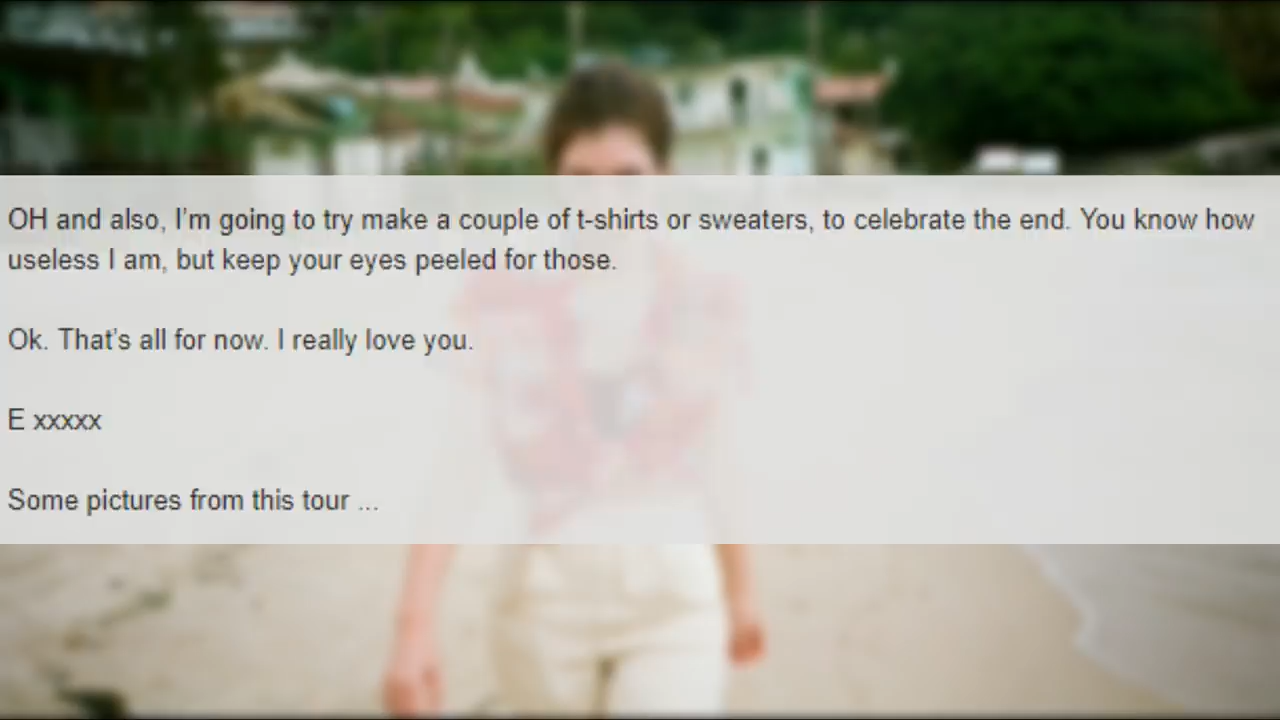 OH and also, I'm going to try make a couple of t-shirts or sweaters, to celebrate the end. You know how
useless I am, but keep your eyes peeled for those.
Ok. That's all for now. I really love you.
E xxxxx
Some pictures from this tour ...